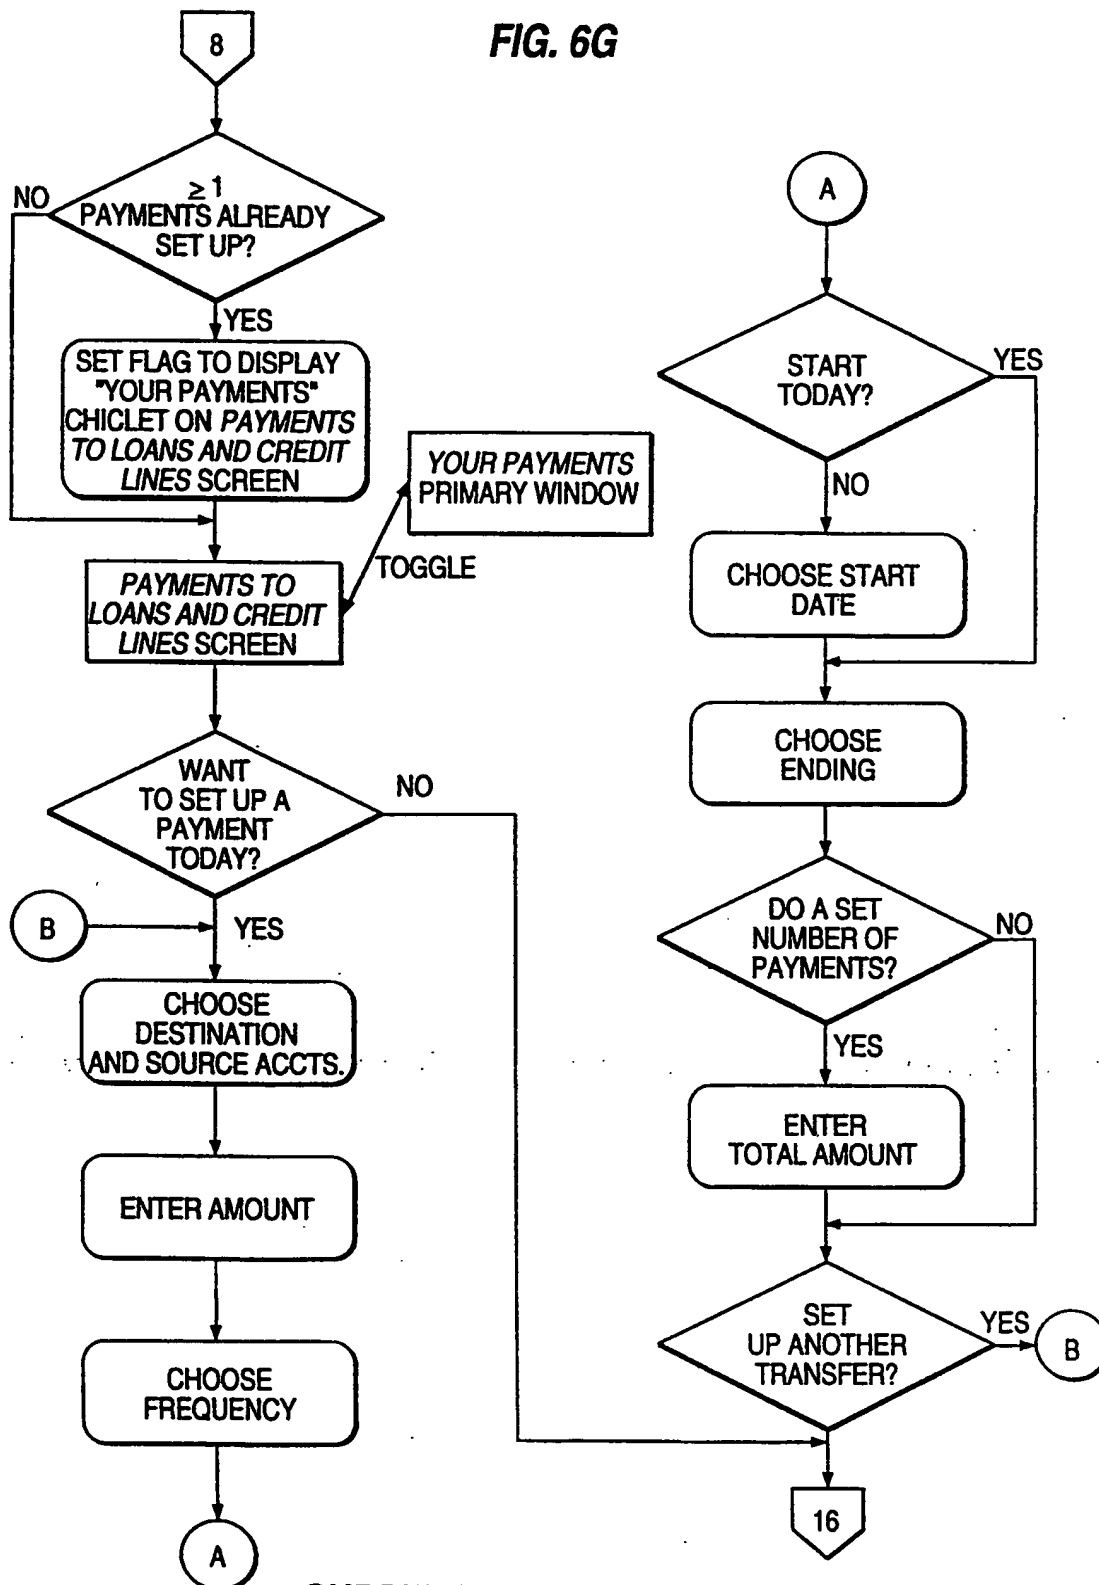 FIG. 6G
8
≥ 1
PAYMENTS ALREADY
SET UP?
NO
YES
SET FLAG TO DISPLAY
"YOUR PAYMENTS"
CHICLET ON PAYMENTS
TO LOANS AND CREDIT
LINES SCREEN
YOUR PAYMENTS
PRIMARY WINDOW
TOGGLE
PAYMENTS TO
LOANS AND CREDIT
LINES SCREEN
WANT
TO SET UP A
PAYMENT
TODAY?
NO
B
YES
CHOOSE
DESTINATION
AND SOURCE ACCTS.
ENTER AMOUNT
CHOOSE
FREQUENCY
A
A
START
TODAY?
YES
NO
CHOOSE START
DATE
CHOOSE
ENDING
DO A SET
NUMBER OF
PAYMENTS?
NO
YES
ENTER
TOTAL AMOUNT
SET
UP ANOTHER
TRANSFER?
YES
B
16